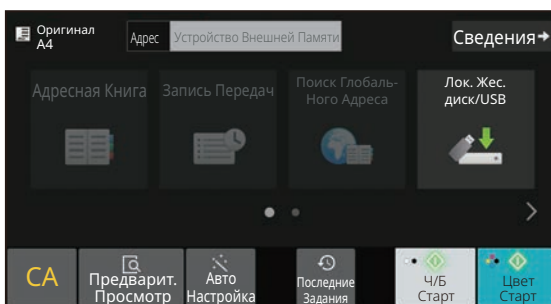 Оригинал
A4
Адрес
Устройство Внешней Памяти
Сведения
Адресная Книга
Запись Передач
Поиск Глобаль-
Ного Адреса
Лок. Жес.
диск/USB
CA
Предварит.
Просмотр
Авто
Настройка
Последние
Задания
Ч/Б
Старт
Цвет
Старт